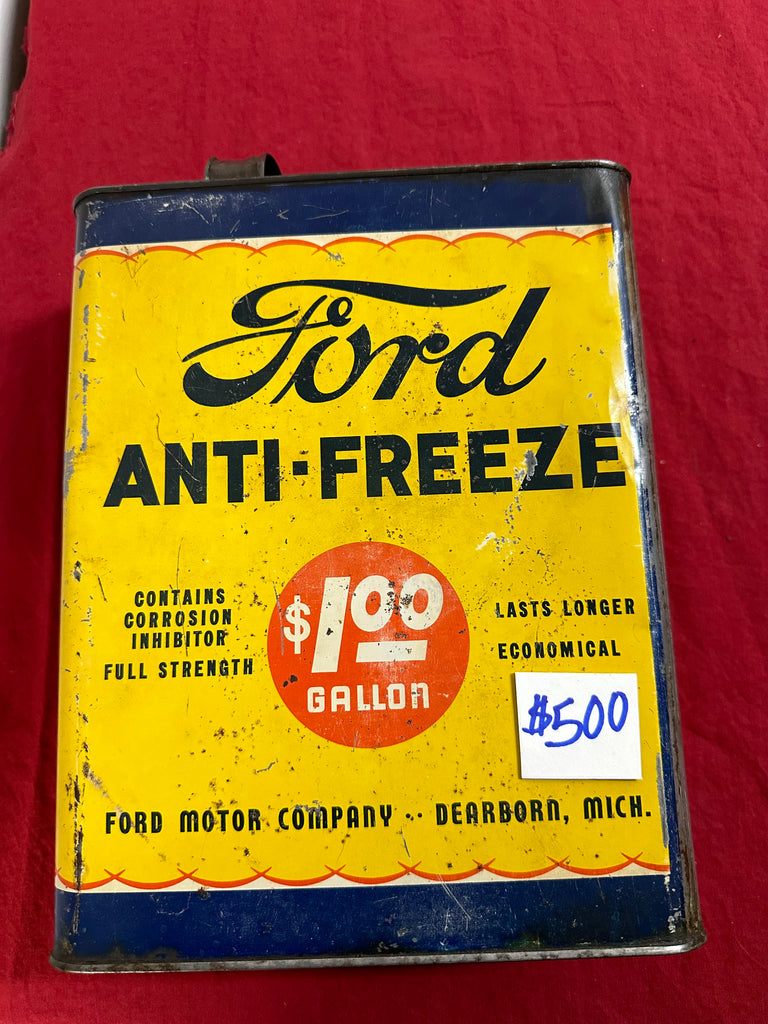 Ford
ANTI·FREEZE
CONTAINS
CORROSION
INHIBITOR
FULL STRENGTH
$1.00
GALLON
LASTS LONGER
ECONOMICAL
$500
FORD MOTOR COMPANY ·· DEARBORN, MICH.